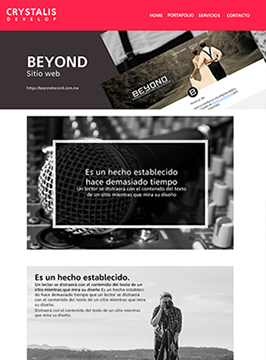 CRYSTALIS
DEVELOP
HOME PORTAFOLIO SERVICIOS CONTACTO
BEYOND
Sitio web
https://beyondrecord.com.mx
BEYOND
Es un hecho establecido
hace demasiado tiempo
Un lector se distraerá con el contenido del texto
de un sitio mientras que mira su diseño
Es un hecho establecido.
Un lector se distraerá con el contenido del texto de un
sitio mientras que mira su diseño Es un hecho estableci-
do hace demasiado tiempo que un lector se distraerá
con el contenido del texto de un sitio mientras que mira
su diseño.
Distraerá con el contenido del texto de un sitio mientras
que mira su diseño